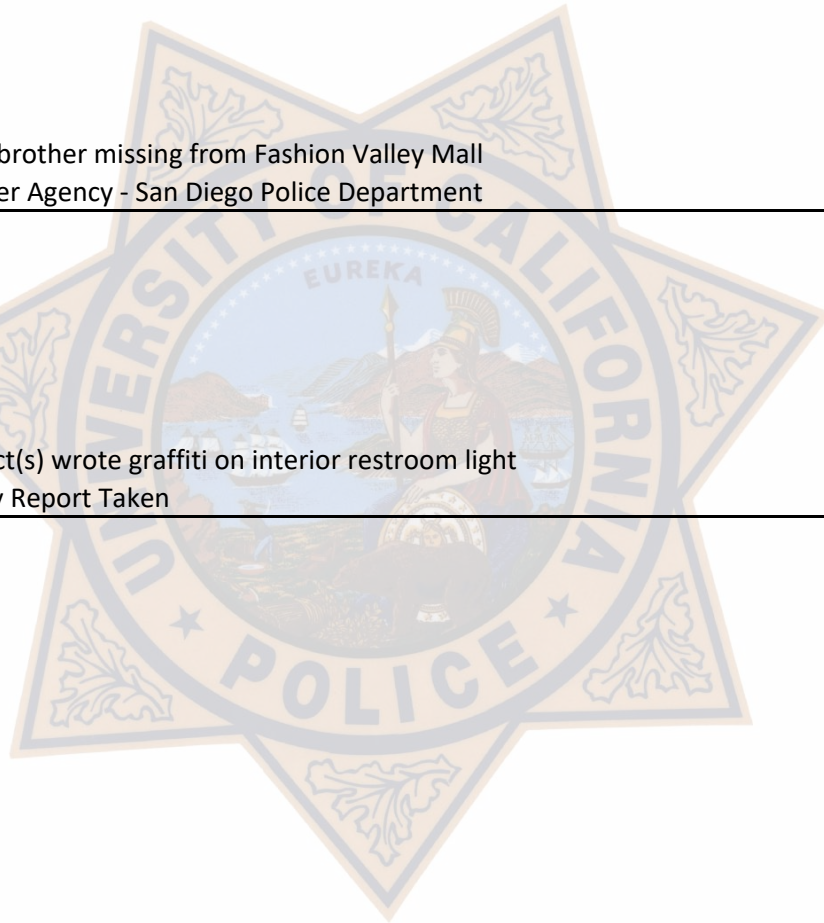 brother missing from Fashion Valley Mall
er Agency - San Diego Police Department
ct(s) wrote graffiti on interior restroom light
y Report Taken
UNIVERSITY OF CALIFORNIA
EUREKA
POLICE